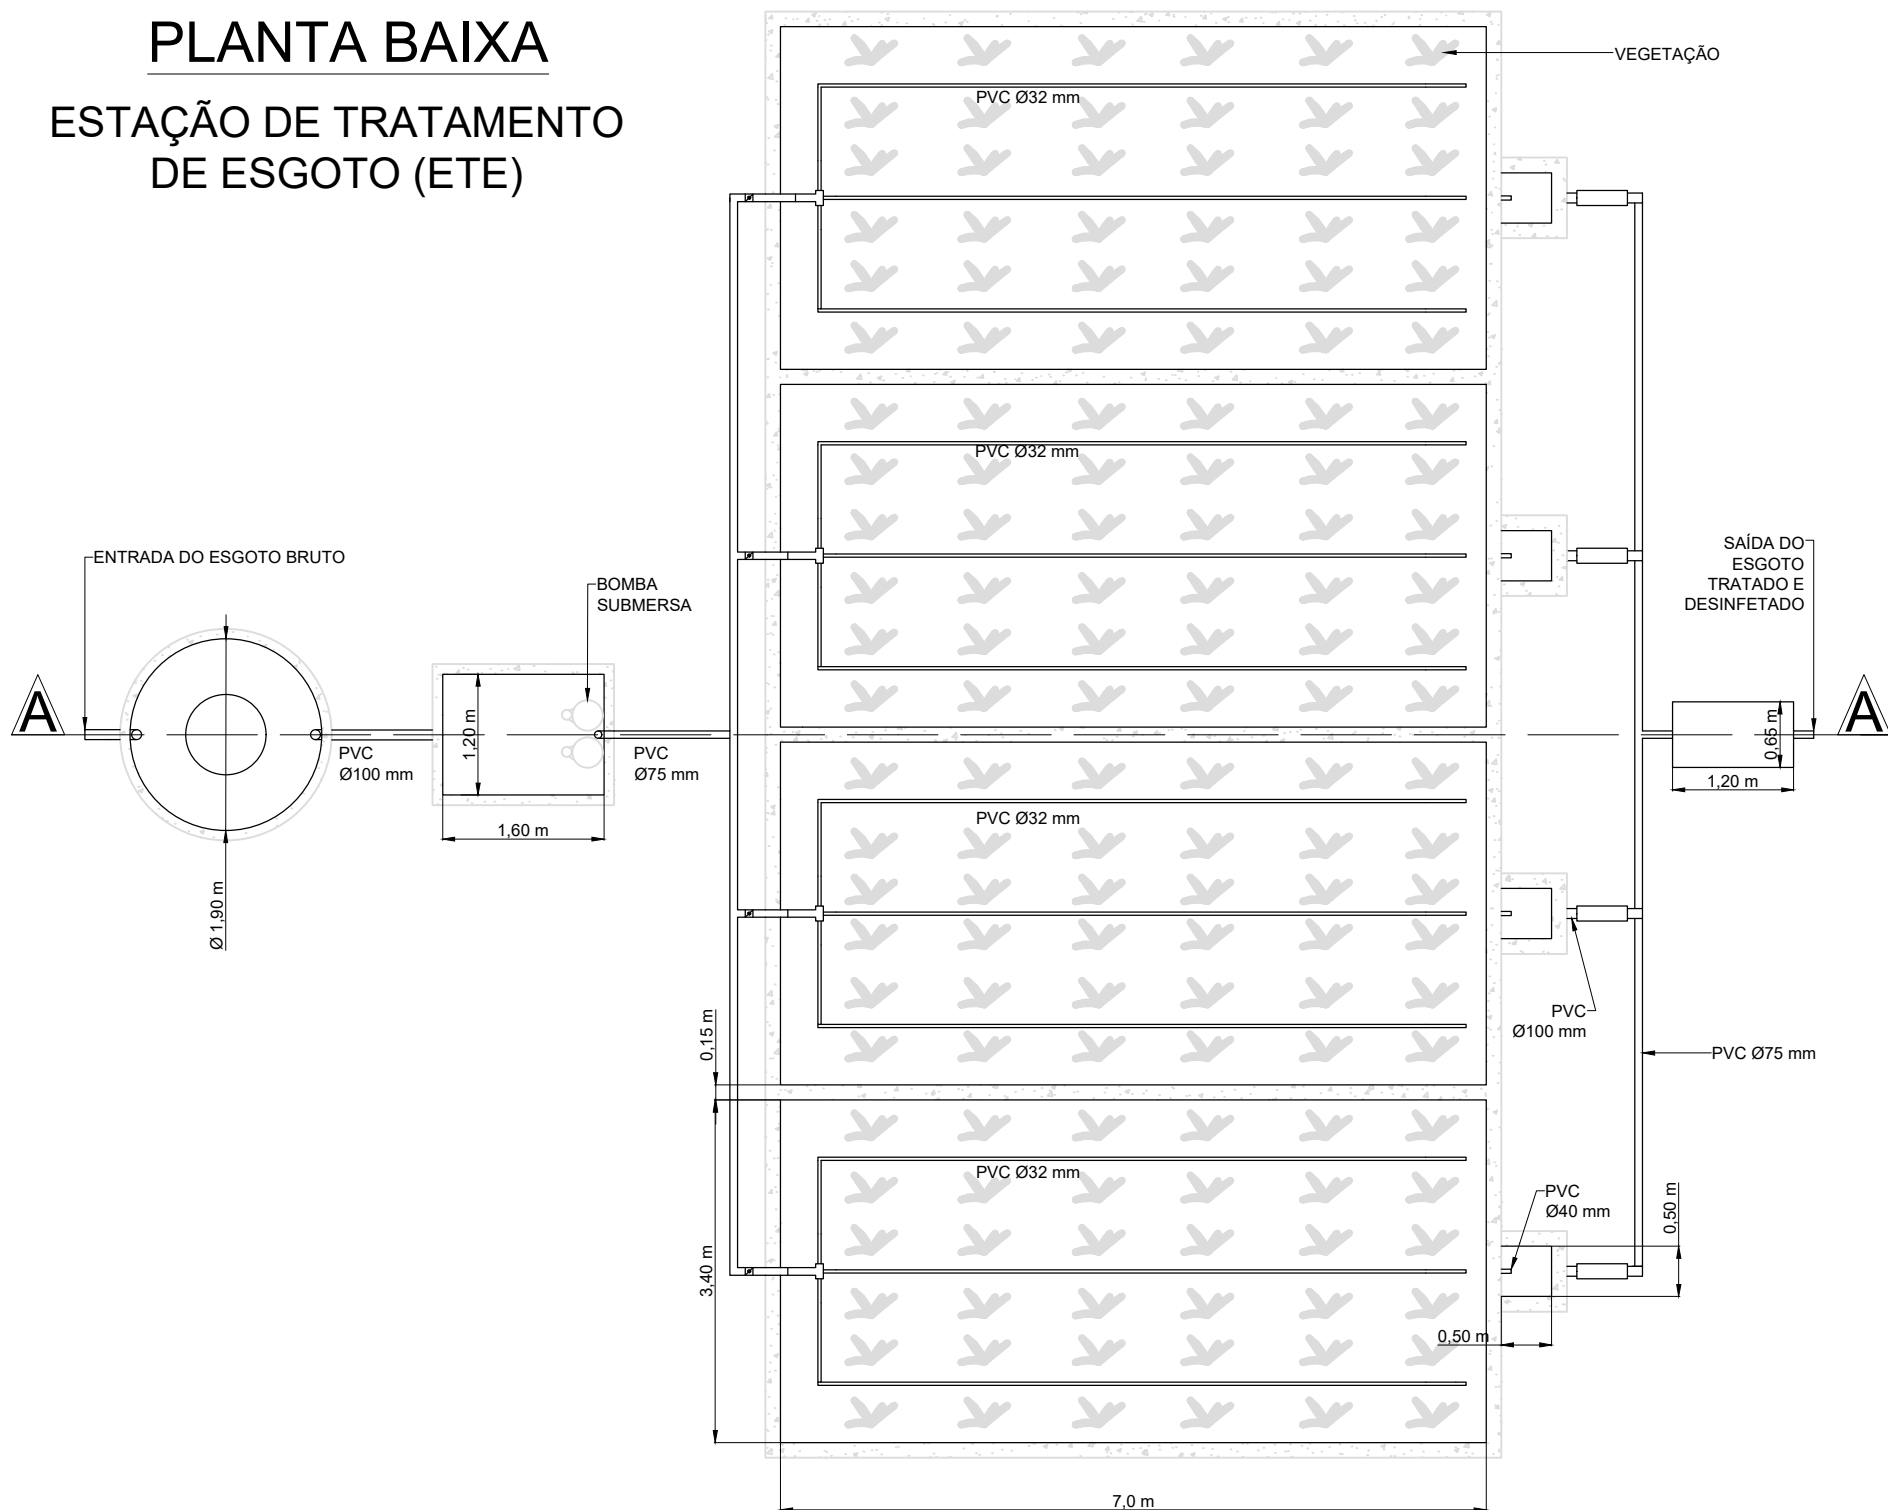 PLANTA BAIXA
ESTAÇÃO DE TRATAMENTO
DE ESGOTO (ETE)
VEGETAÇÃO
PVC Ø32 mm
PVC Ø32 mm
ENTRADA DO ESGOTO BRUTO
BOMBA
SUBMERSA
SAÍDA DO
ESGOTO
TRATADO E
DESINFETADO
A
A
1,20 m
PVC
Ø100 mm
PVC
Ø75 mm
0,65 m
1,20 m
1,60 m
Ø 1,90 m
PVC Ø32 mm
PVC
Ø100 mm
0,15 m
PVC Ø75 mm
PVC Ø32 mm
PVC
Ø40 mm
0,50 m
3,40 m
0,50 m
7,0 m